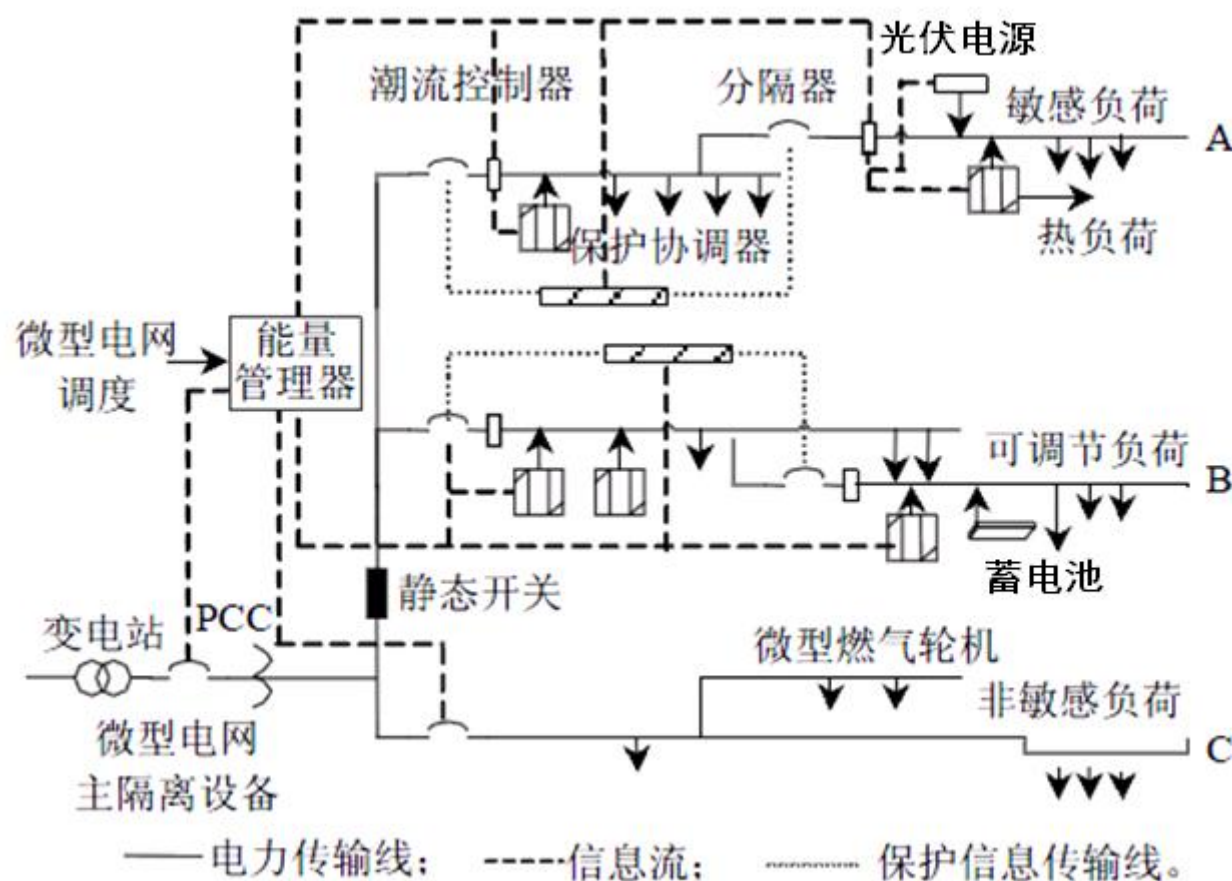 光伏电源
潮流控制器
分隔器
敏感负荷
A
热负荷
保护协调器
微型电网
调度
能量
管理器
可调节负荷
B
蓄电池
静态开关
PCC
变电站
微型电网
主隔离设备
微型燃气轮机
非敏感负荷
C
电力传输线;
信息流;
保护信息传输线。